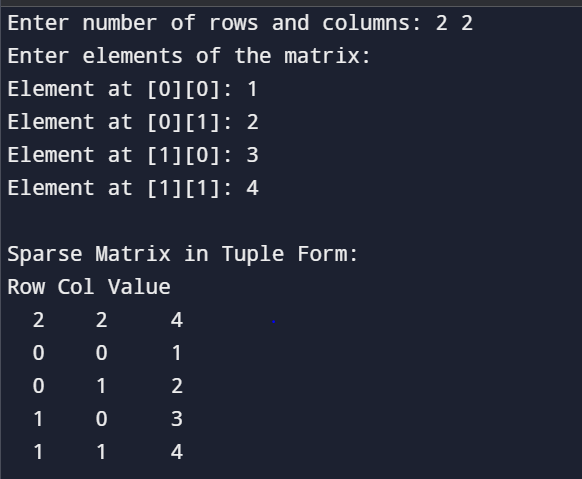 Enter number of rows and columns: 2 2
Enter elements of the matrix:
Element at [0][0]: 1
Element at [0][1]: 2
Element at [1][0]: 3
Element at [1][1]: 4
Sparse Matrix in Tuple Form:
Row Col Value
2 2 4
0 0 1
0 1 2
1 0 3
1 1 4